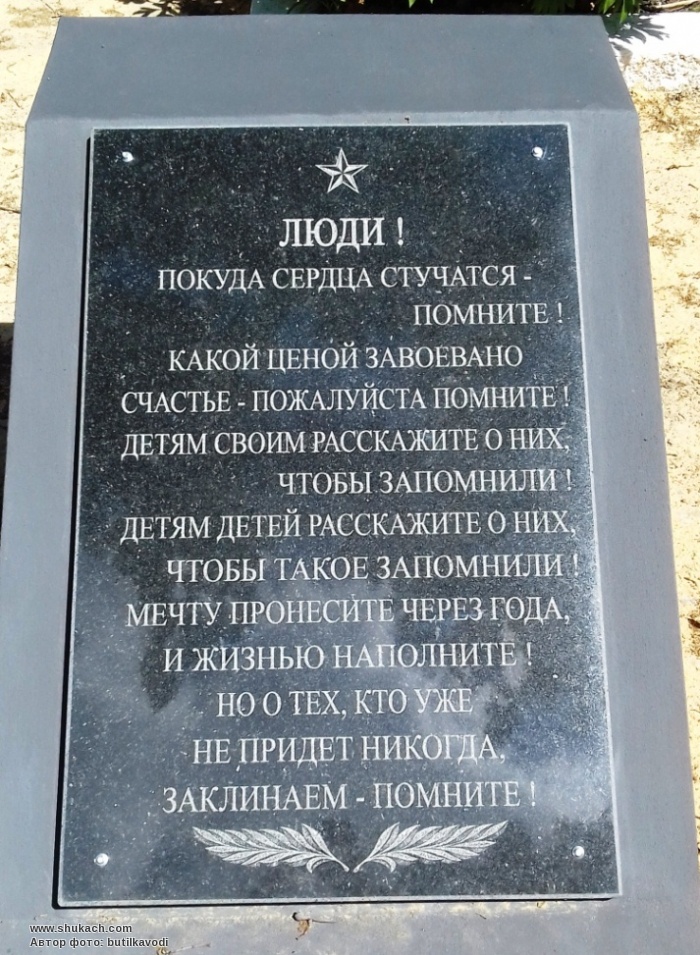 ЛЮДИ !
ПОКУДА СЕРДЦА СТУЧАТСЯ -
ПОМНИТЕ !
КАКОЙ ЦЕНОЙ ЗАВОЕВАНО
СЧАСТЬЕ - ПОЖАЛУЙСТА ПОМНИТЕ !
ДЕТЯМ СВОИМ РАССКАЖИТЕ О НИХ,
ЧТОБЫ ЗАПОМНИЛИ !
ДЕТЯМ ДЕТЕЙ РАССКАЖИТЕ О НИХ,
ЧТОБЫ ТАКОЕ ЗАПОМНИЛИ !
МЕЧТУ ПРОНЕСИТЕ ЧЕРЕЗ ГОДА,
И ЖИЗНЬЮ НАПОЛНИТЕ !
НО О ТЕХ, КТО УЖЕ
НЕ ПРИДЕТ НИКОГДА,
ЗАКЛИНАЕМ - ПОМНИТЕ !
www.shukach.com
Автор фото: butilkavodi